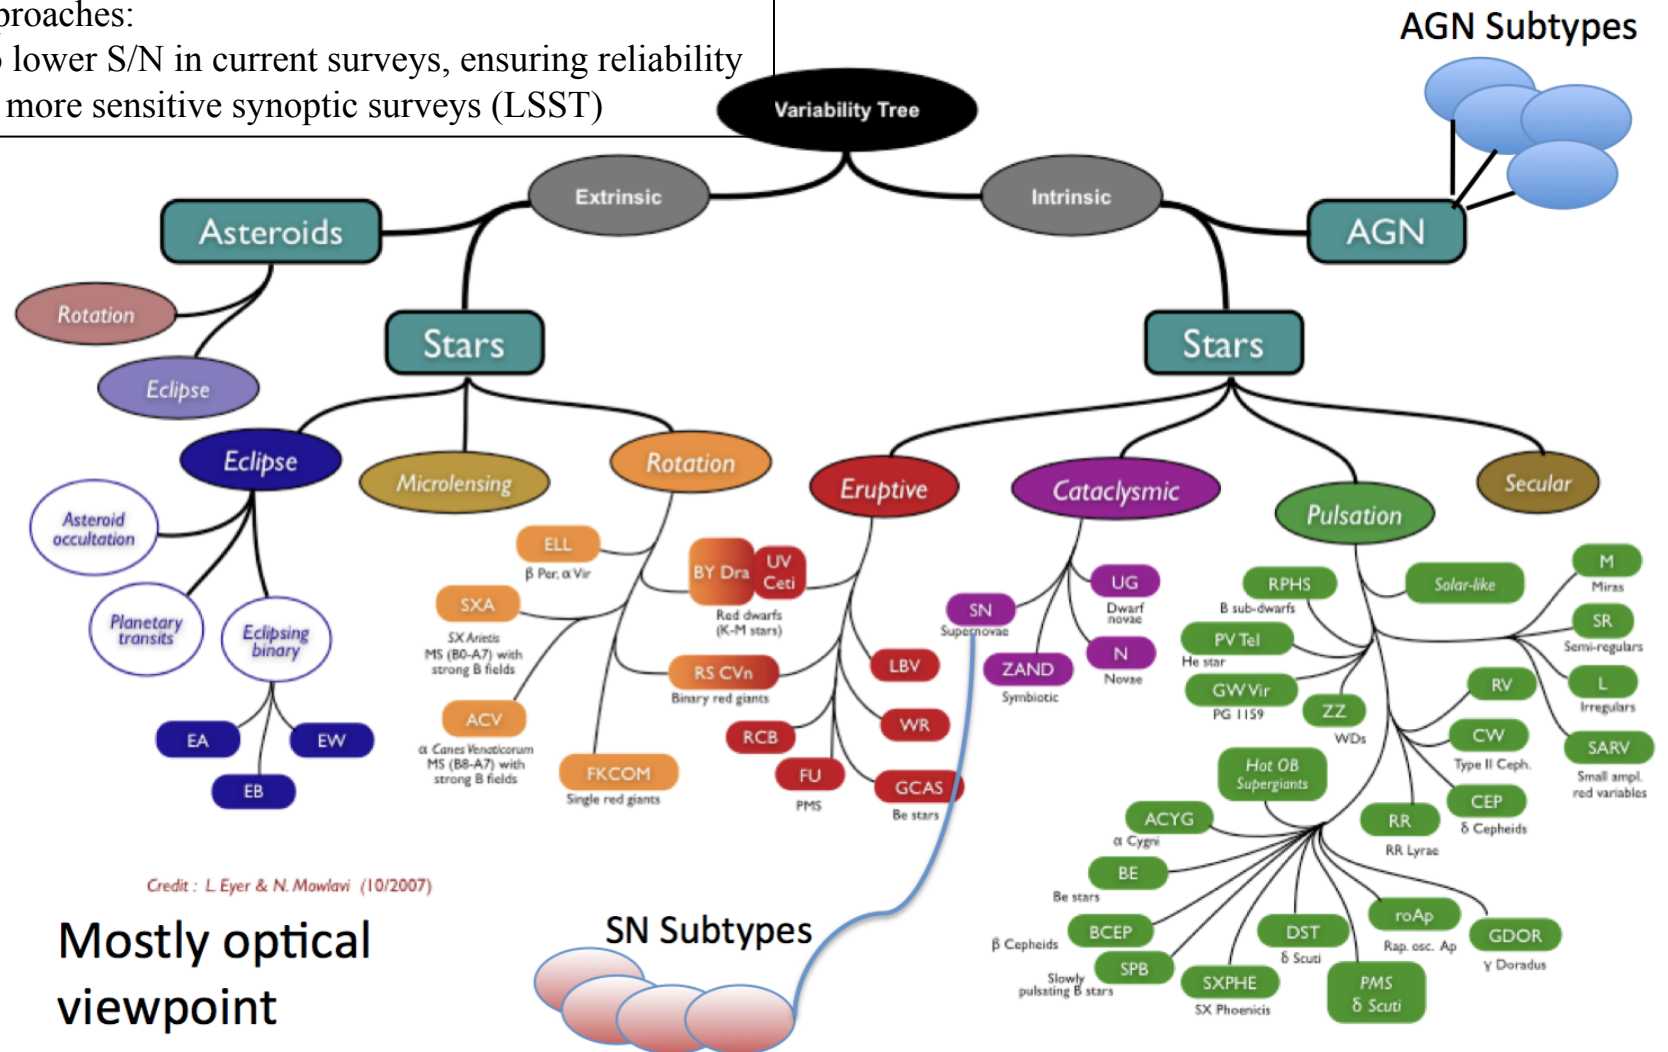 proaches:
lower S/N in current surveys, ensuring reliability
more sensitive synoptic surveys (LSST)
AGN Subtypes
Variability Tree
Extrinsic
Intrinsic
Asteroids
AGN
Rotation
Eclipse
Stars
Stars
Eclipse
Microlensing
Rotation
Eruptive
Cataclysmic
Pulsation
Secular
Asteroid
occultation
Planetary
transits
Eclipsing
binary
EA
EB
EW
ELL
β Per, α Vir
SXA
SX Arietis
MS (B0-A7) with
strong B fields
ACV
α Canes Venaticorum
MS (B8-A7) with
strong B fields
BY Dra
UV
Ceti
Red dwarfs
(K-M stars)
RS CVn
Binary red giants
FKCOM
Single red giants
LBV
WR
RCB
FU
PMS
GCAS
Be stars
SN
Supernovae
UG
Dwarf
novae
ZAND
Symbiotic
N
Novae
RPHS
B sub-dwarfs
Solar-like
M
Miras
PV Tel
He star
SR
Semi-regulars
GW Vir
PG 1159
ZZ
WDs
RV
L
Irregulars
CW
Type II Ceph.
SARV
Small ampl.
red variables
Hot OB
Supergiants
CEP
δ Cepheids
ACYG
α Cygni
RR
RR Lyrae
BE
Be stars
BCEP
β Cepheids
SPB
Slowly
pulsating B stars
SXPHE
SX Phoenicis
DST
δ Scuti
roAp
Rap. osc. Ap
PMS
δ Scuti
GDOR
γ Doradus
Credit : L. Eyer & N. Mowlavi (10/2007)
Mostly optical
viewpoint
SN Subtypes